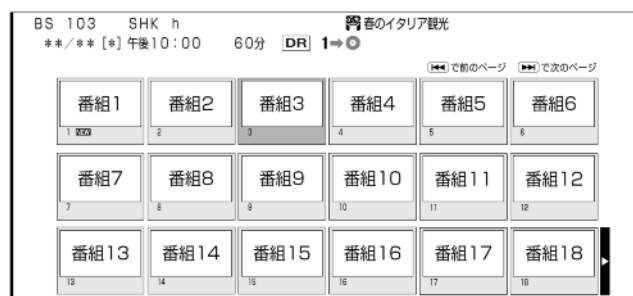 BS 103 SHK h 春のイタリア観光
**/** [*] 午後10:00 60分 DR 1➡
⏮で前のページ ⏭で次のページ
番組1 番組2 番組3 番組4 番組5 番組6
1 NEW 2 3 4 5 6
番組7 番組8 番組9 番組10 番組11 番組12
7 8 9 10 11 12
番組13 番組14 番組15 番組16 番組17 番組18
13 14 15 16 17 18